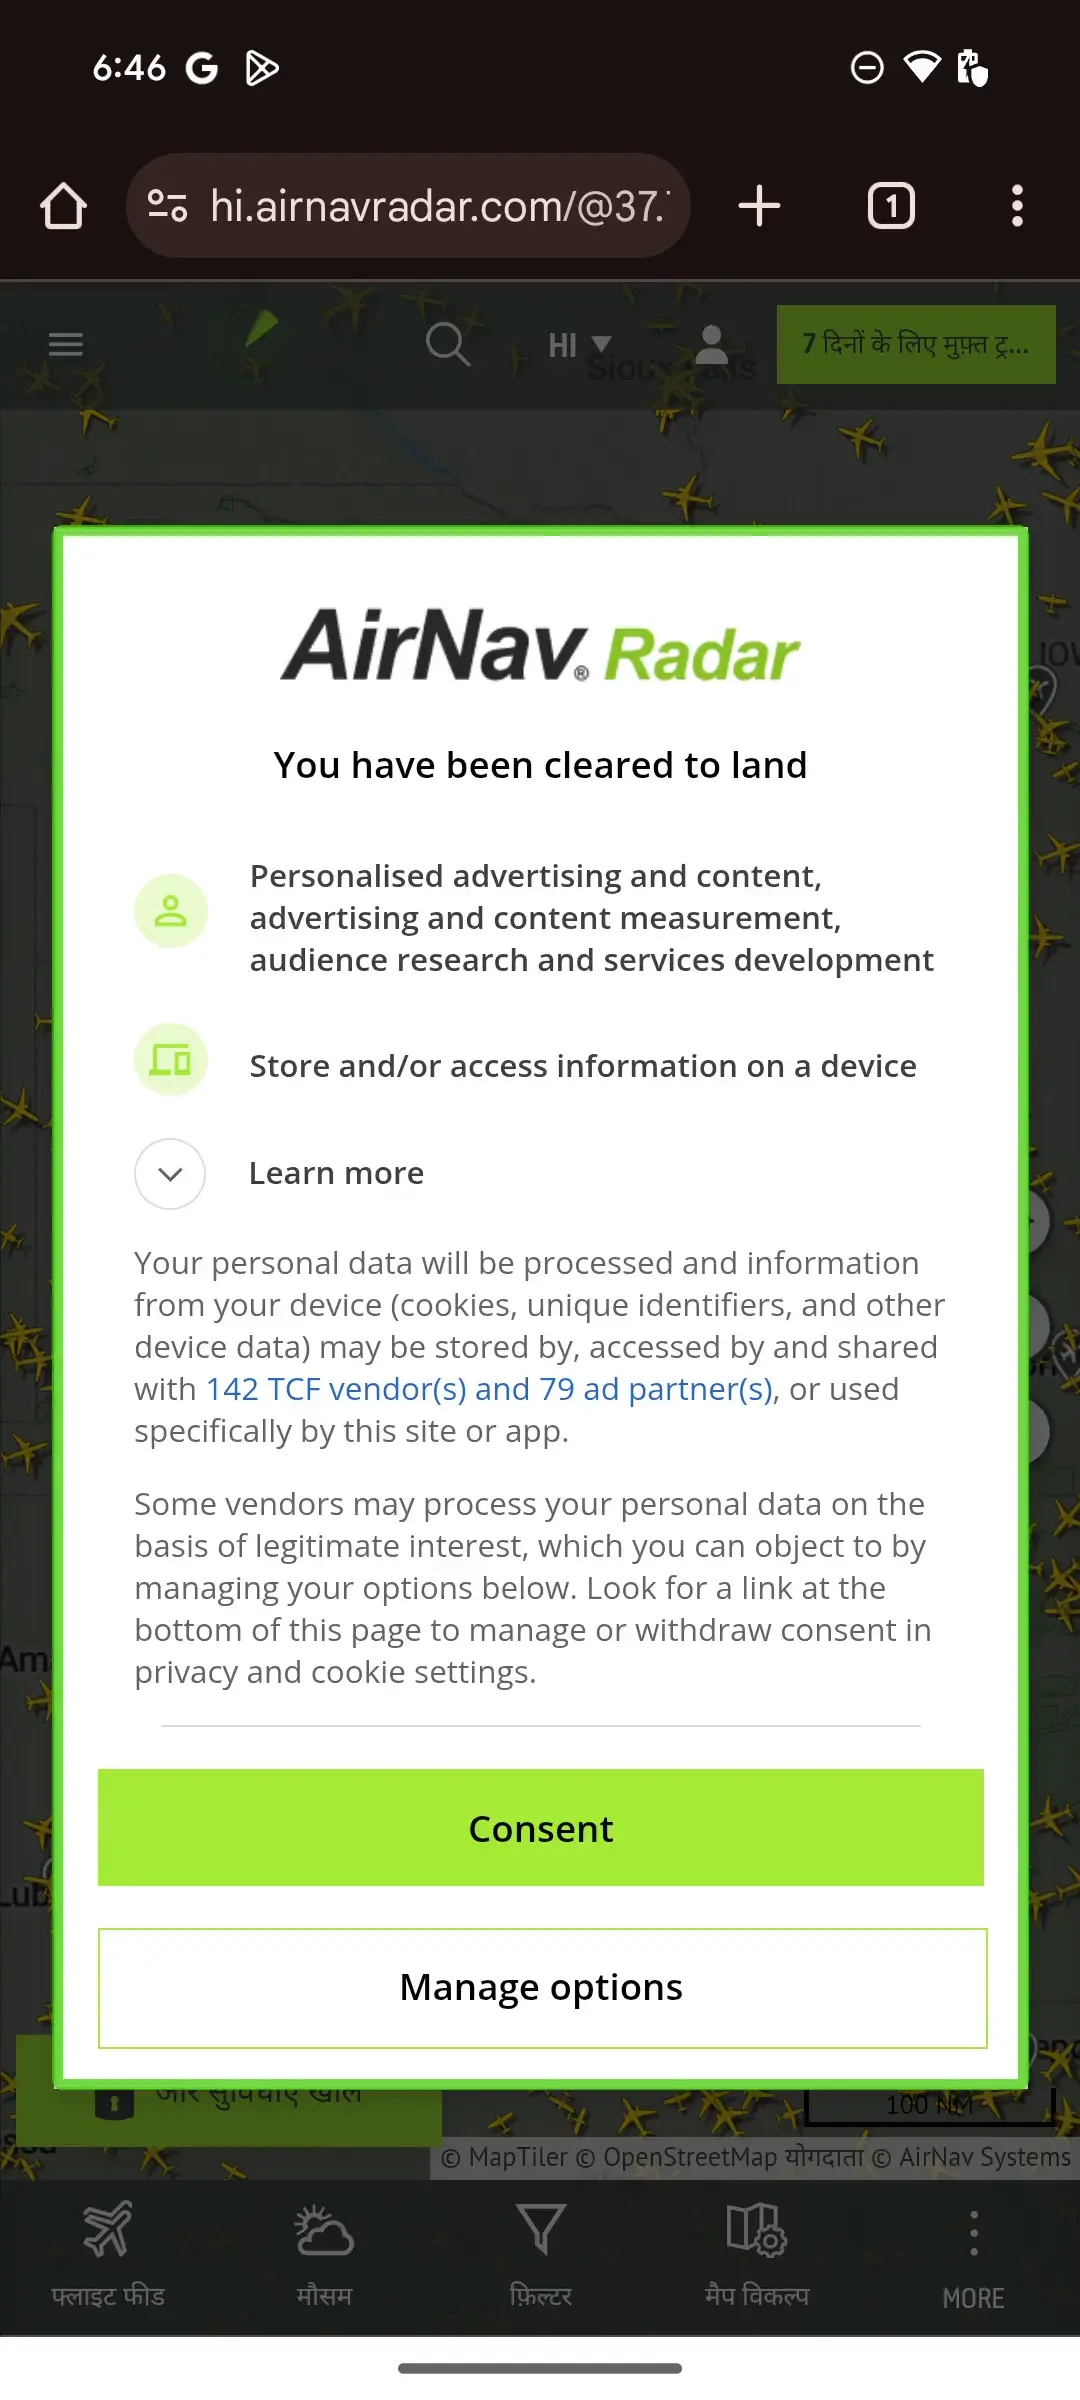 6:46
hi.airnavradar.com/@37.
1
HI
7 दिनों के लिए मुफ़्त ट्र...
AirNav® Radar
You have been cleared to land
Personalised advertising and content,
advertising and content measurement,
audience research and services development
Store and/or access information on a device
Learn more
Your personal data will be processed and information
from your device (cookies, unique identifiers, and other
device data) may be stored by, accessed by and shared
with 142 TCF vendor(s) and 79 ad partner(s), or used
specifically by this site or app.
Some vendors may process your personal data on the
basis of legitimate interest, which you can object to by
managing your options below. Look for a link at the
bottom of this page to manage or withdraw consent in
privacy and cookie settings.
Consent
Manage options
100 NM
© MapTiler © OpenStreetMap योगदाता © AirNav Systems
फ्लाइट फीड
मौसम
फ़िल्टर
मैप विकल्प
MORE